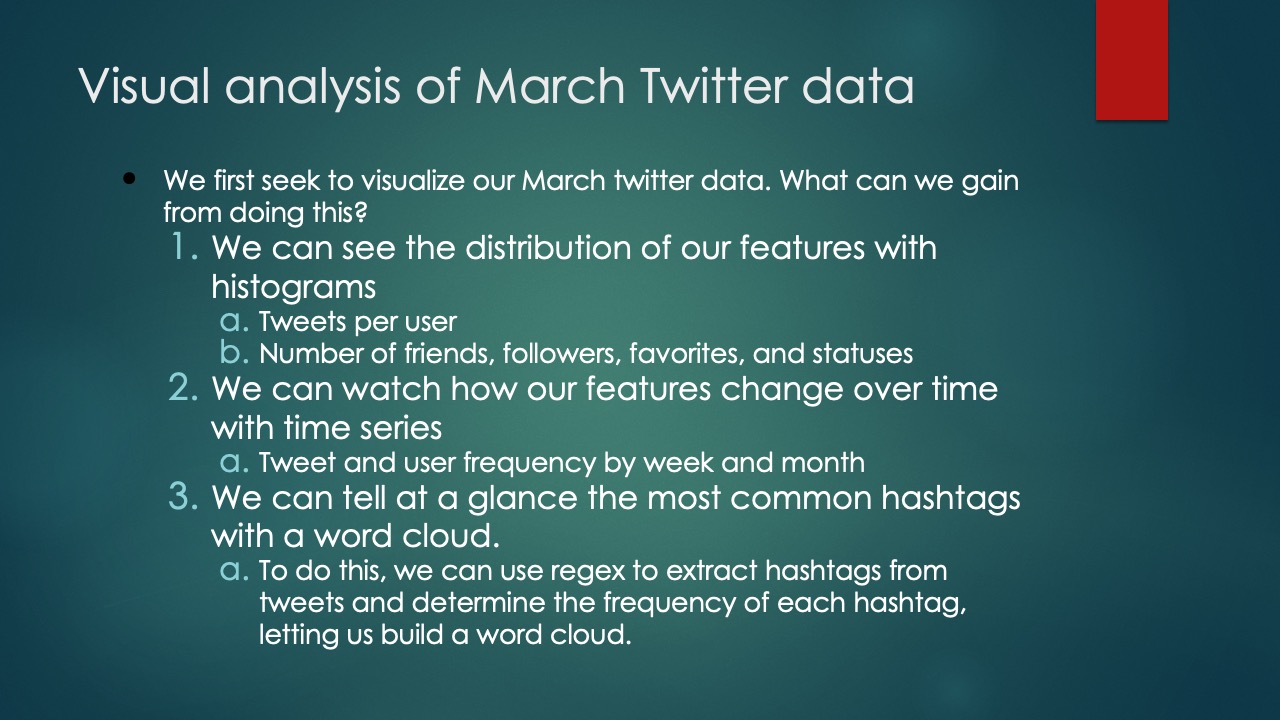 Visual analysis of March Twitter data
● We first seek to visualize our March twitter data. What can we gain
from doing this?
1. We can see the distribution of our features with
histograms
a. Tweets per user
b. Number of friends, followers, favorites, and statuses
2. We can watch how our features change over time
with time series
a. Tweet and user frequency by week and month
3. We can tell at a glance the most common hashtags
with a word cloud.
a. To do this, we can use regex to extract hashtags from
tweets and determine the frequency of each hashtag,
letting us build a word cloud.